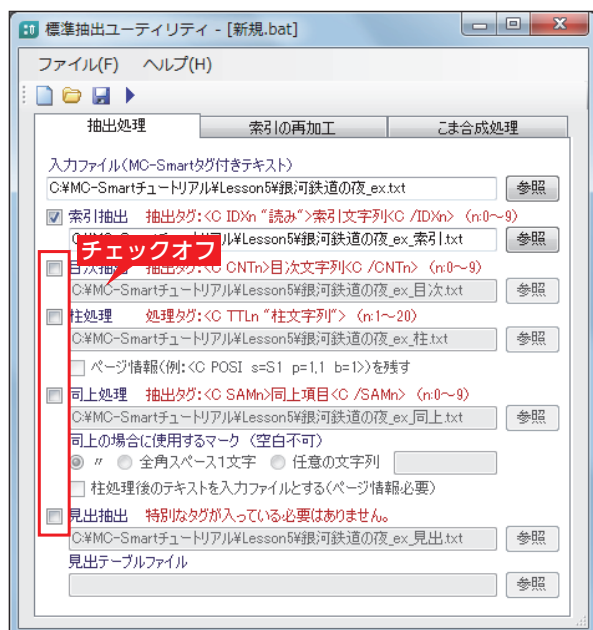 標準抽出ユーティリティ - [新規.bat]
ファイル(F) ヘルプ(H)
抽出処理 索引の再加工 こま合成処理
入力ファイル(MC-Smartタグ付きテキスト)
C:¥MC-Smartチュートリアル¥Lesson5¥銀河鉄道の夜_ex.txt 参照
索引抽出 抽出タグ:<C IDXn “読み”>索引文字列<C /IDXn> (n:0～9)
C:¥MC-Smartチュートリアル¥Lesson5¥銀河鉄道の夜_ex_索引.txt 参照
チェックオフ
目次抽出 抽出タグ:<C CNTn>目次文字列<C /CNTn> (n:0～9)
C:¥MC-Smartチュートリアル¥Lesson5¥銀河鉄道の夜_ex_目次.txt 参照
柱処理 処理タグ:<C TTLn “柱文字列”> (n:1～20)
C:¥MC-Smartチュートリアル¥Lesson5¥銀河鉄道の夜_ex_柱.txt 参照
ページ情報(例:<C POSI s=S1 p=1,1 b=1>)を残す
同上処理 抽出タグ:<C SAMn>同上項目<C /SAMn> (n:0～9)
C:¥MC-Smartチュートリアル¥Lesson5¥銀河鉄道の夜_ex_同上.txt 参照
同上の場合に使用するマーク (空白不可)
〃 全角スペース1文字 任意の文字列
柱処理後のテキストを入力ファイルとする(ページ情報必要)
見出抽出 特別なタグが入っている必要はありません。
C:¥MC-Smartチュートリアル¥Lesson5¥銀河鉄道の夜_ex_見出.txt 参照
見出テーブルファイル
参照